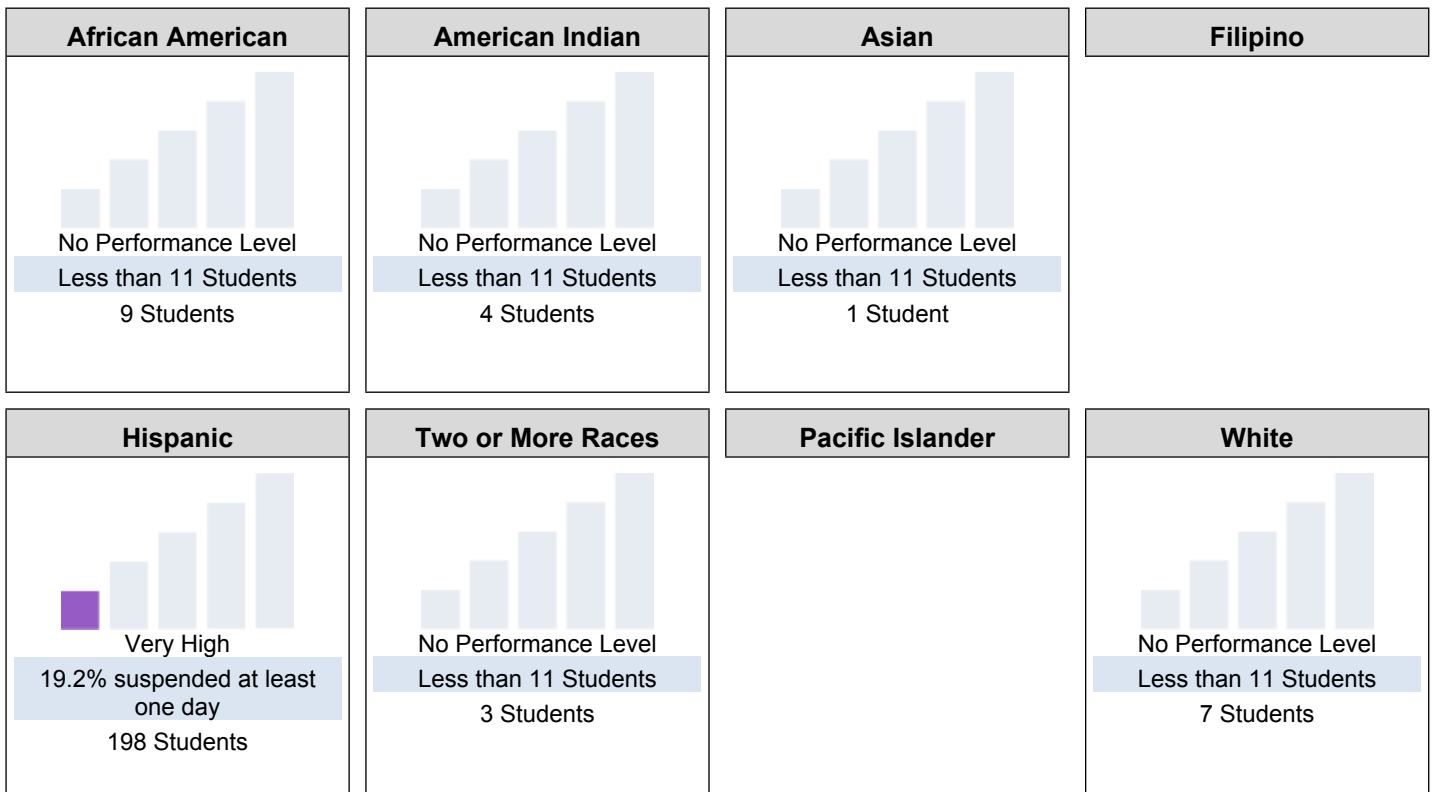 African American
No Performance Level
Less than 11 Students
9 Students
American Indian
No Performance Level
Less than 11 Students
4 Students
Asian
No Performance Level
Less than 11 Students
1 Student
Filipino
Hispanic
Very High
19.2% suspended at least
one day
198 Students
Two or More Races
No Performance Level
Less than 11 Students
3 Students
Pacific Islander
White
No Performance Level
Less than 11 Students
7 Students